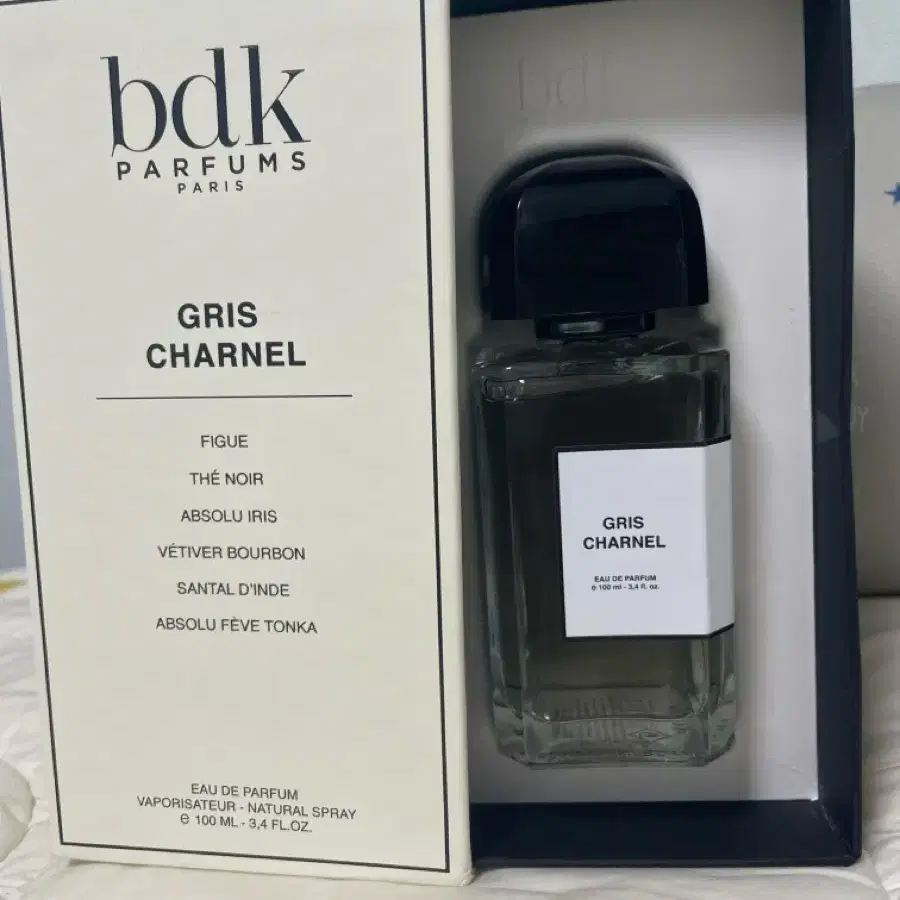 bdk
PARFUMS
PARIS
GRIS
CHARNEL
FIGUE
THÉ NOIR
ABSOLU IRIS
VÉTIVER BOURBON
SANTAL D'INDE
ABSOLU FÈVE TONKA
EAU DE PARFUM
VAPORISATEUR - NATURAL SPRAY
℮ 100 ML - 3,4 FL.OZ.
bdk
GRIS
CHARNEL
EAU DE PARFUM
℮ 100 ml - 3,4 fl. oz.